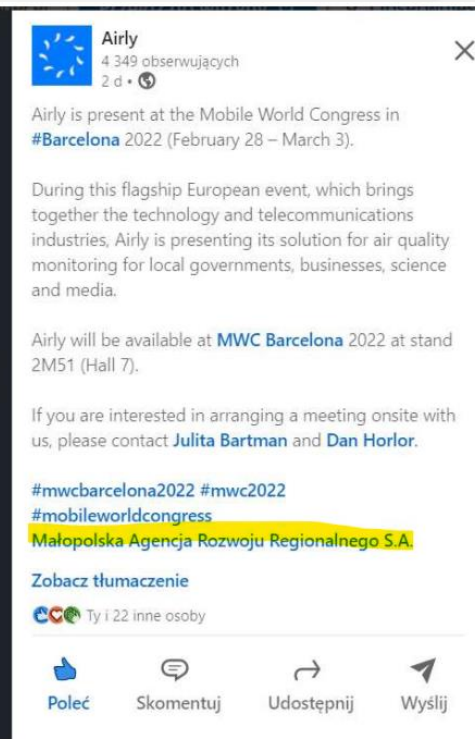 Airly
4 349 obserwujących
2 d •
Airly is present at the Mobile World Congress in
#Barcelona 2022 (February 28 – March 3).
During this flagship European event, which brings
together the technology and telecommunications
industries, Airly is presenting its solution for air quality
monitoring for local governments, businesses, science
and media.
Airly will be available at MWC Barcelona 2022 at stand
2M51 (Hall 7).
If you are interested in arranging a meeting onsite with
us, please contact Julita Bartman and Dan Horlor.
#mwcbarcelona2022 #mwc2022
#mobileworldcongress
Małopolska Agencja Rozwoju Regionalnego S.A.
Zobacz tłumaczenie
Ty i 22 inne osoby
Poleć Skomentuj Udostępnij Wyślij